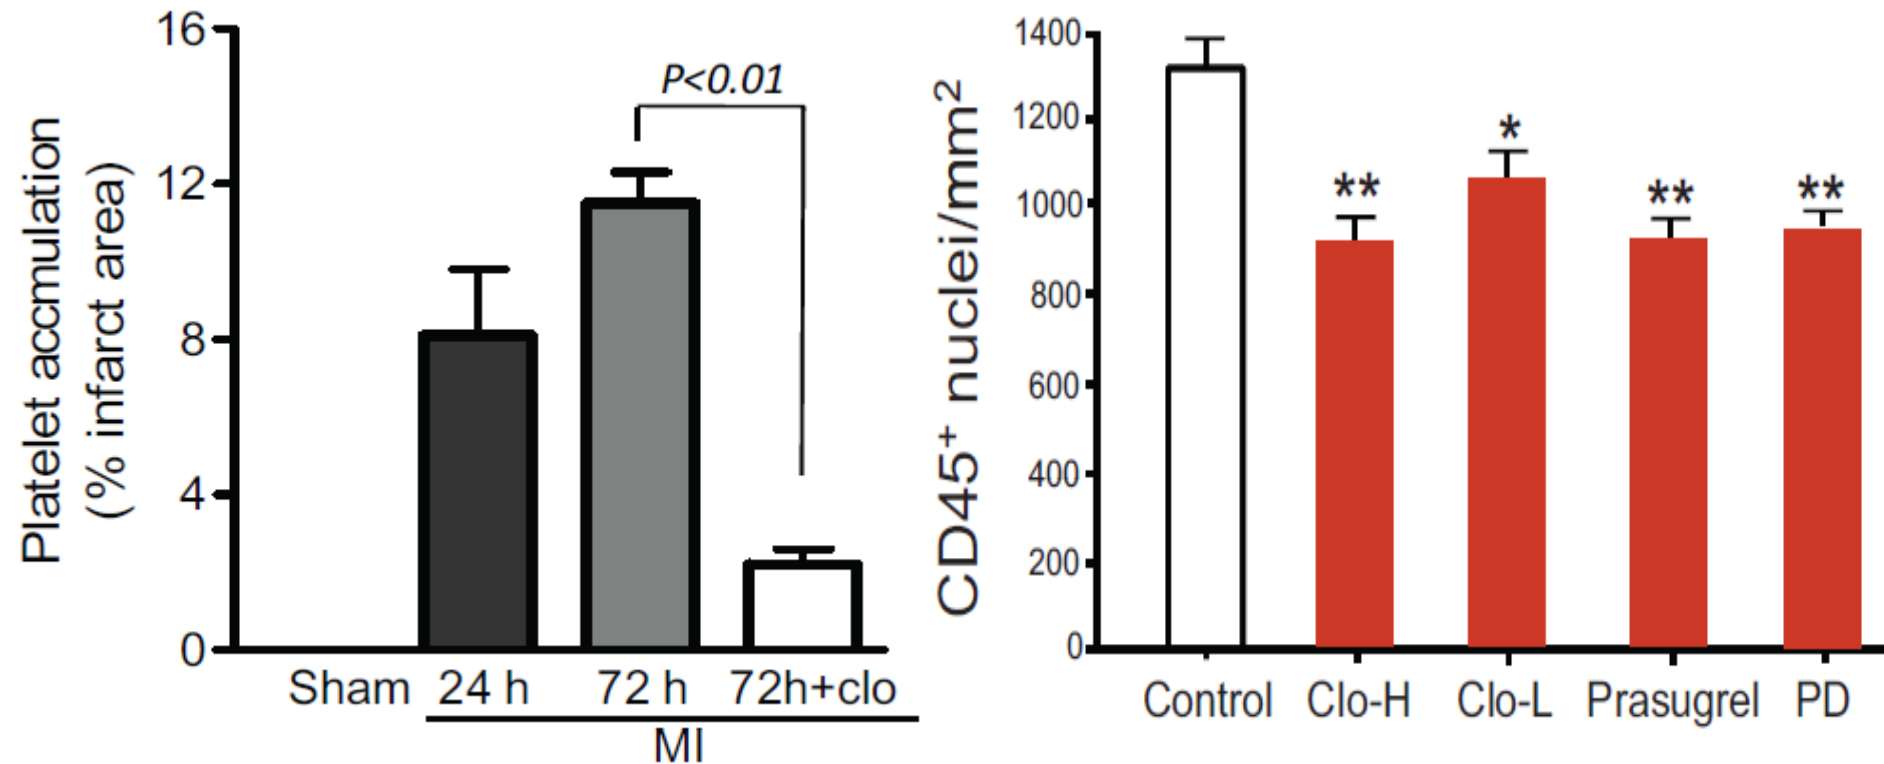 Platelet accmulation
(% infarct area)
16
12
8
4
0
P<0.01
Sham 24 h 72 h 72h+clo
MI
CD45⁺ nuclei/mm²
1400
1200
1000
800
600
400
200
0
** * ** **
Control Clo-H Clo-L Prasugrel PD